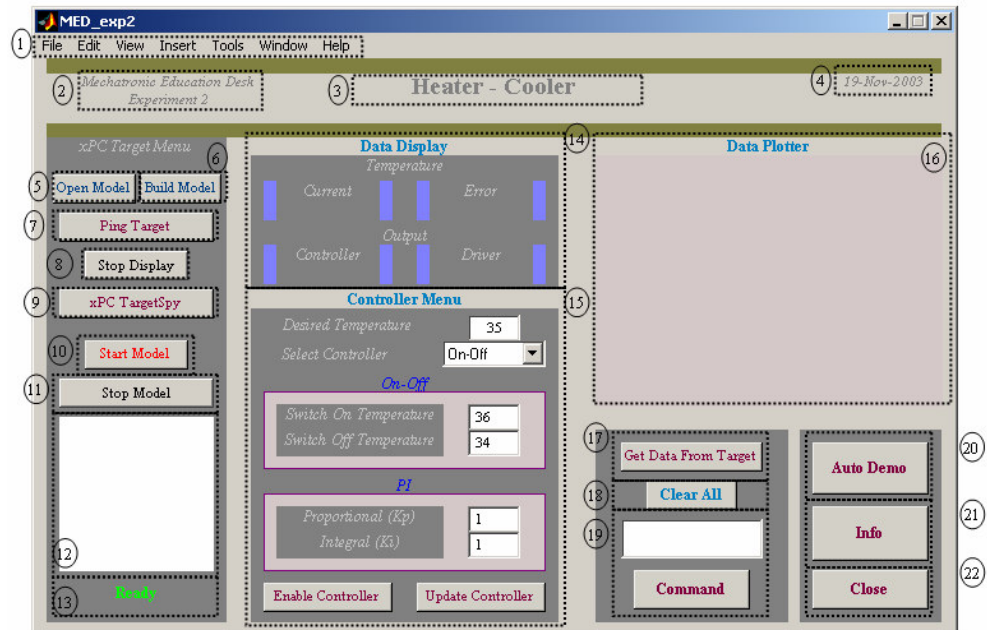 MED_exp2
1 File Edit View Insert Tools Window Help
2 Mechatronic Education Desk
Experiment 2
3 Heater - Cooler
4 19-Nov-2003
xPC Target Menu
5 Open Model
6 Build Model
7 Ping Target
8 Stop Display
9 xPC TargetSpy
10 Start Model
11 Stop Model
12
13 Ready
14 Data Display
Temperature
Current Error
Output
Controller Driver
15 Controller Menu
Desired Temperature 35
Select Controller On-Off
On-Off
Switch On Temperature 36
Switch Off Temperature 34
PI
Proportional (Kp) 1
Integral (Ki) 1
Enable Controller Update Controller
16 Data Plotter
17 Get Data From Target
18 Clear All
19
Command
20 Auto Demo
21 Info
22 Close